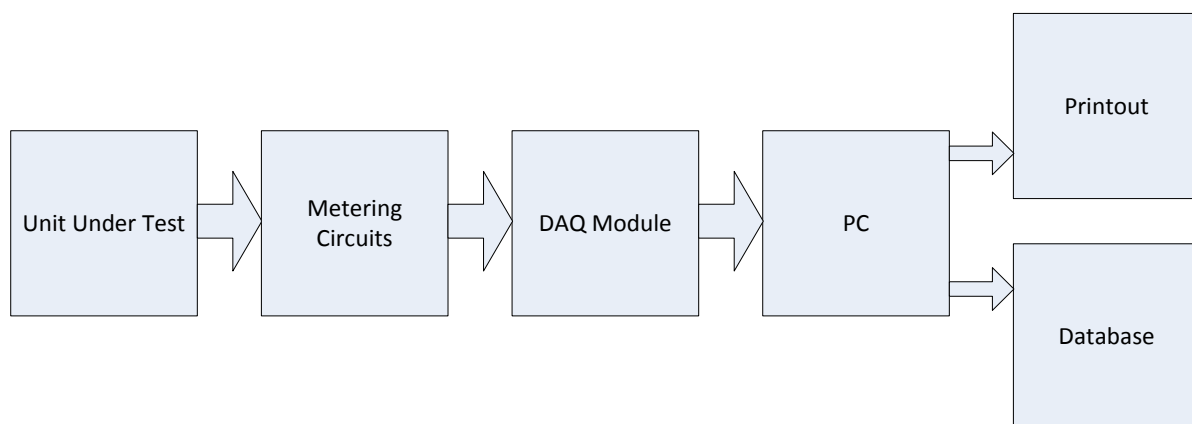 Unit Under Test
Metering
Circuits
DAQ Module
PC
Printout
Database